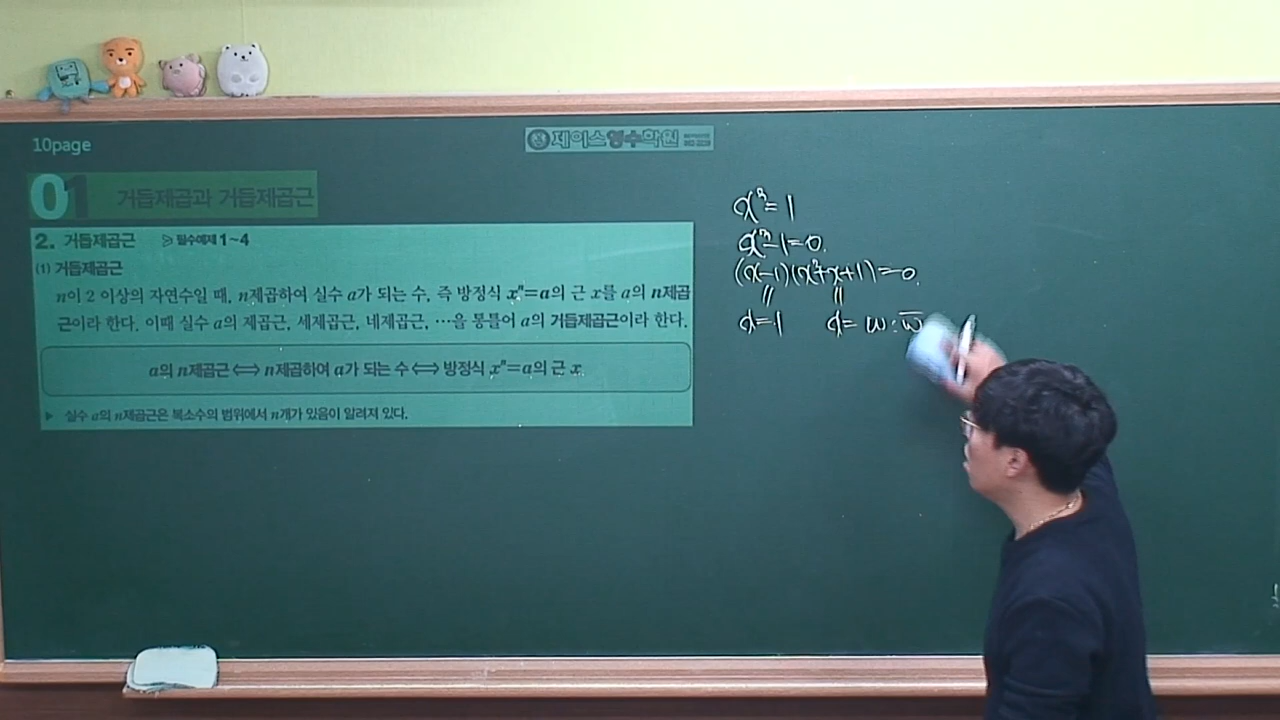 10page
제이스영수학원
01 거듭제곱과 거듭제곱근
2. 거듭제곱근 ▷ 필수예제 1~4
(1) 거듭제곱근
n이 2 이상의 자연수일 때, n제곱하여 실수 a가 되는 수, 즉 방정식 xⁿ=a의 근 x를 a의 n제곱
근이라 한다. 이때 실수 a의 제곱근, 세제곱근, 네제곱근, …을 통틀어 a의 거듭제곱근이라 한다.
a의 n제곱근 ⟺ n제곱하여 a가 되는 수 ⟺ 방정식 xⁿ=a의 근 x
▶ 실수 a의 n제곱근은 복소수의 범위에서 n개가 있음이 알려져 있다.
x³=1
x³-1=0.
(x-1)(x²+x+1)=0.
x=1 x= w: w̅